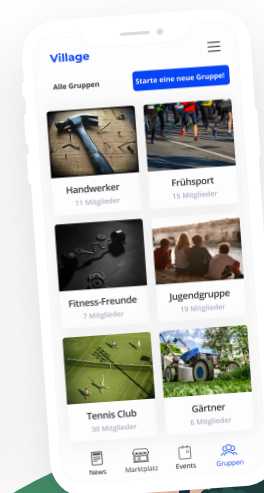 Village
Alle Gruppen
Starte eine neue Gruppe!
Handwerker
11 Mitglieder
Frühsport
15 Mitglieder
Fitness-Freunde
7 Mitglieder
Jugendgruppe
19 Mitglieder
Tennis Club
30 Mitglieder
Gärtner
6 Mitglieder
News
Marktplatz
Events
Gruppen